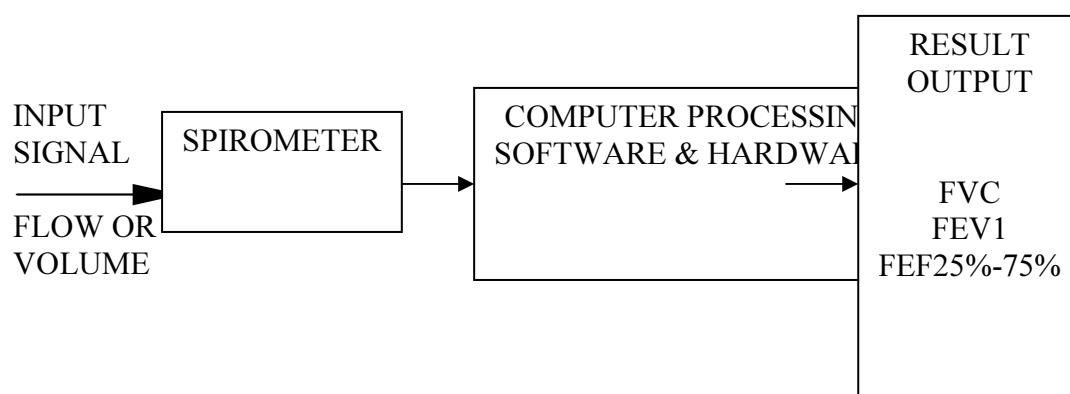 INPUT
SIGNAL
FLOW OR
VOLUME
SPIROMETER
COMPUTER PROCESSIN
SOFTWARE & HARDWA
RESULT
OUTPUT
FVC
FEV1
FEF25%-75%